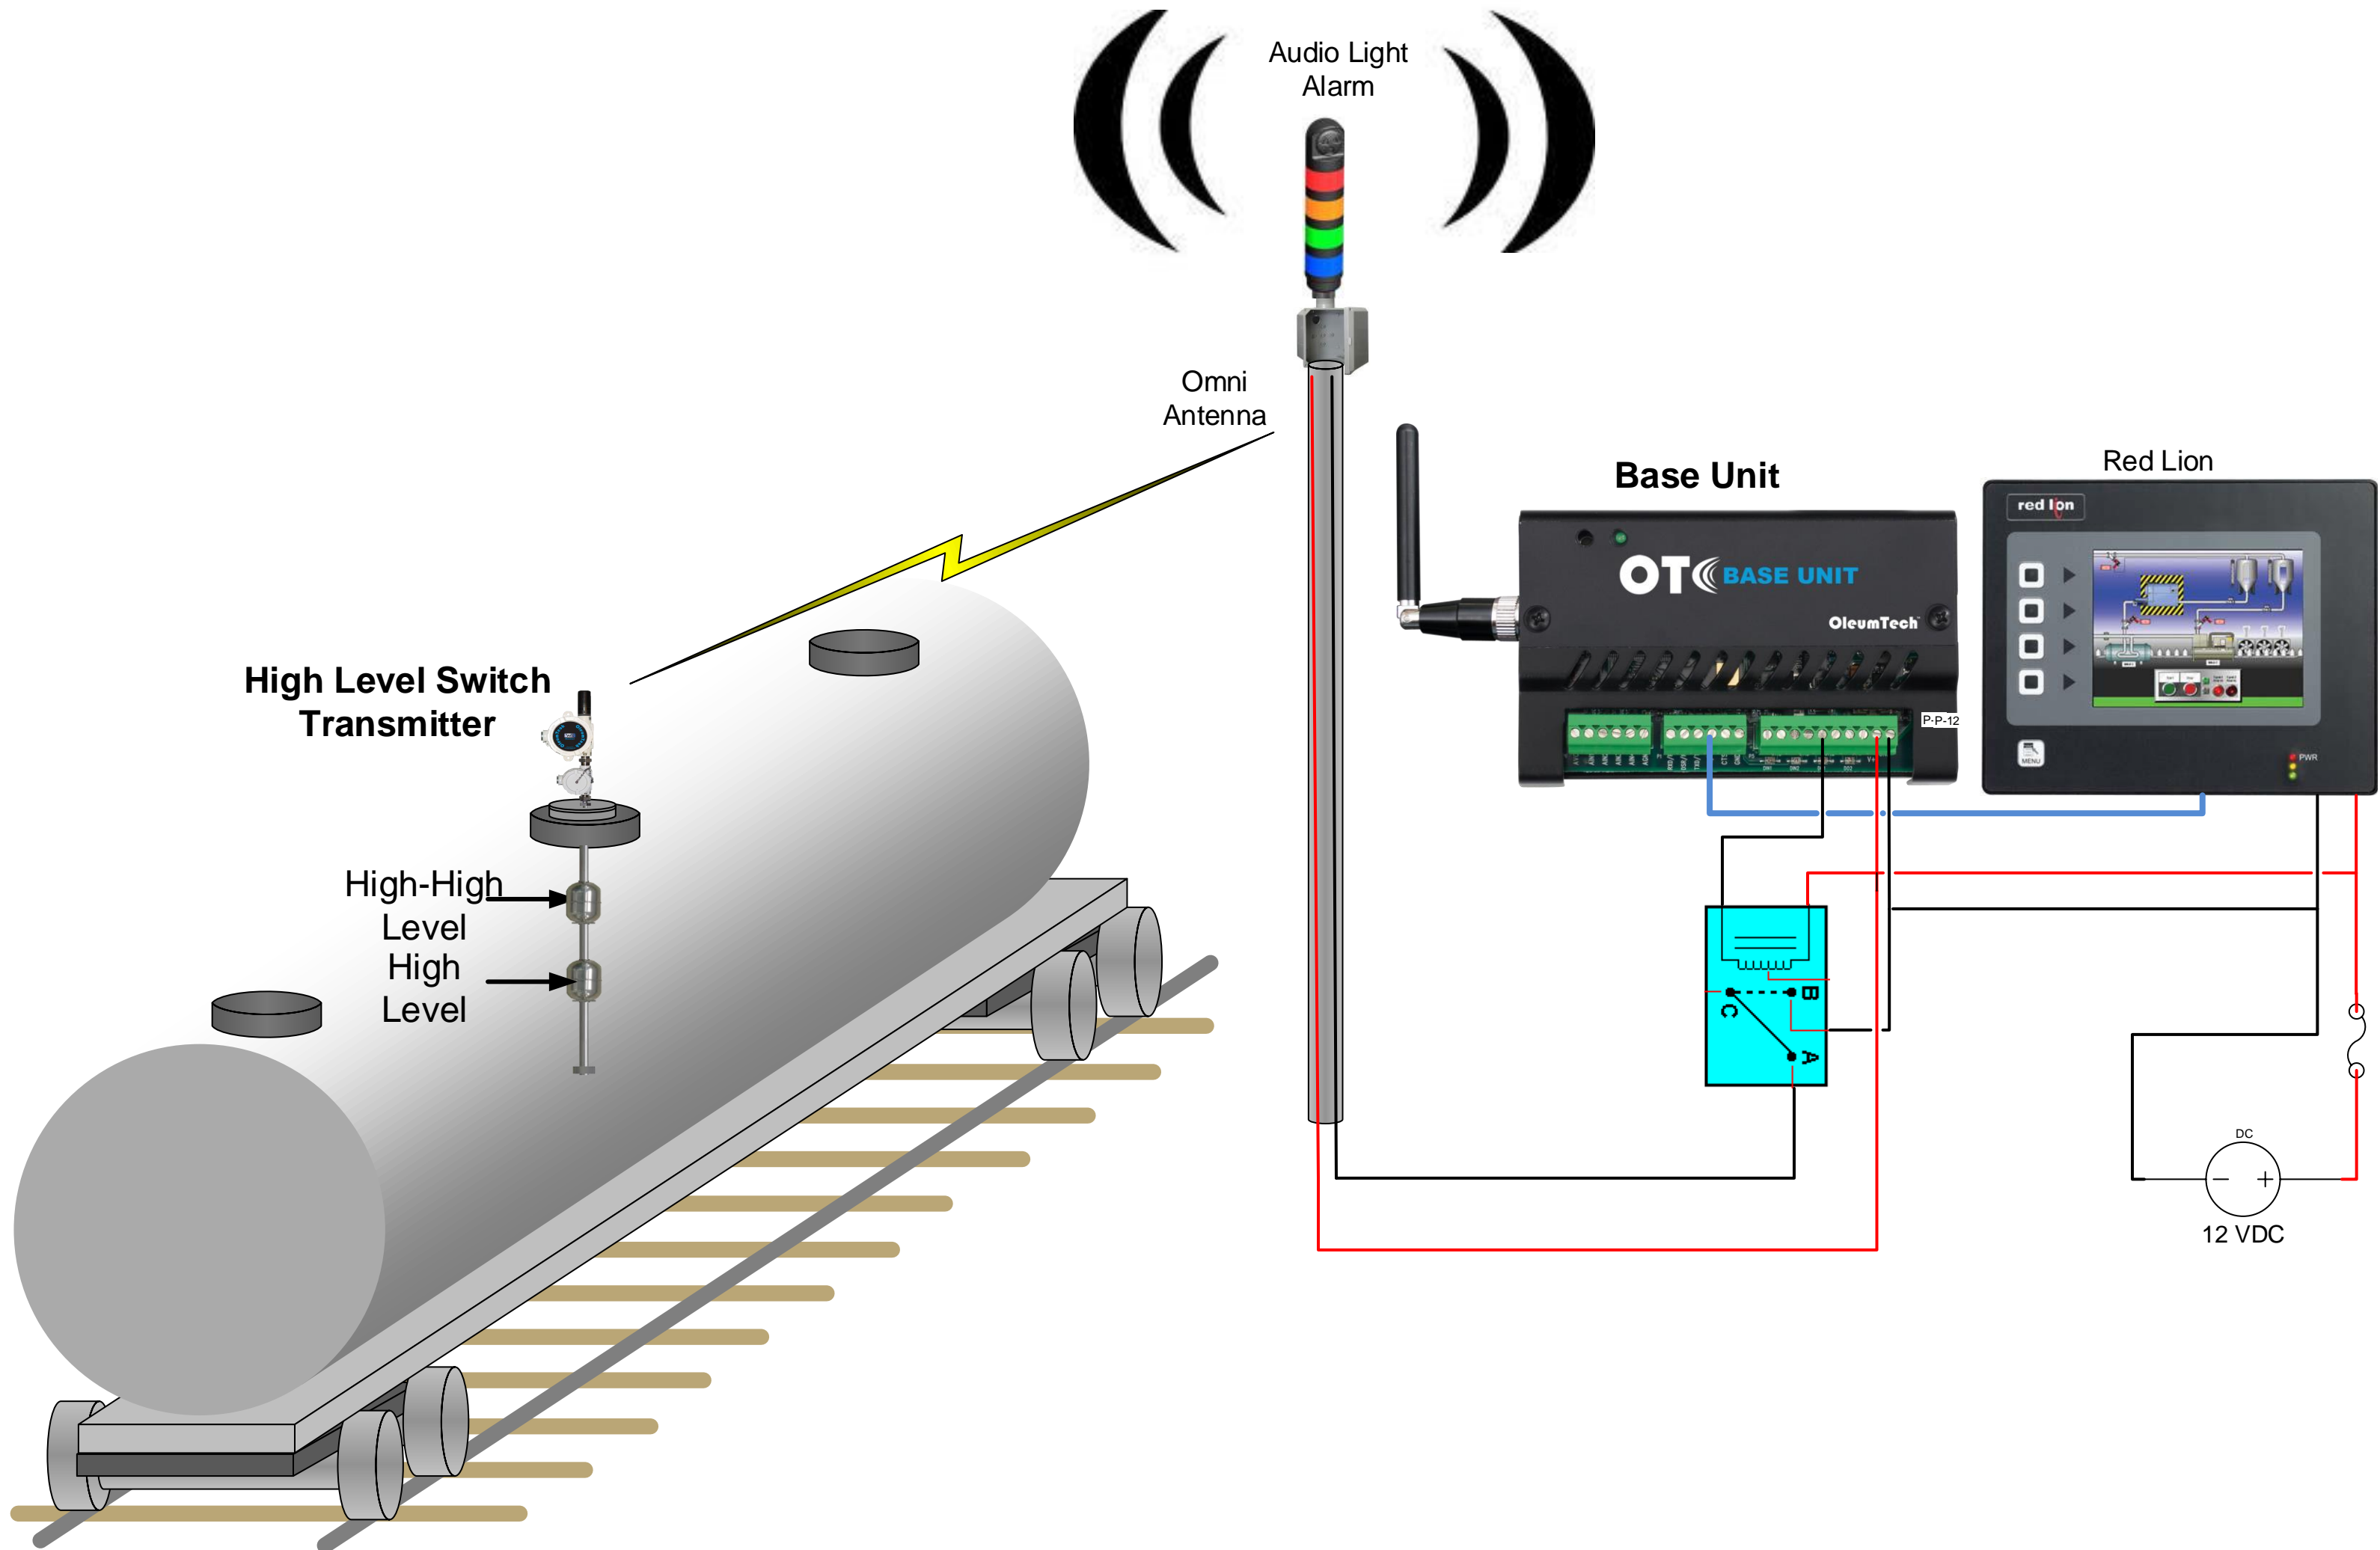 Audio Light
Alarm
Omni
Antenna
Base Unit
Red Lion
red lion
OT BASE UNIT
OleumTech
High Level Switch
Transmitter
P-P-12
PWR
MENU
V+
High-High
Level
High
Level
B
C
A
DC
12 VDC